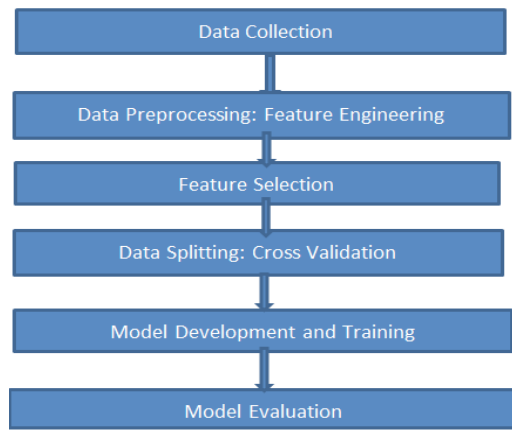 Data Collection
Data Preprocessing: Feature Engineering
Feature Selection
Data Splitting: Cross Validation
Model Development and Training
Model Evaluation